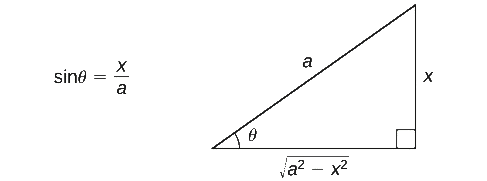 sinθ = x/a
a
x
θ
√(a² − x²)